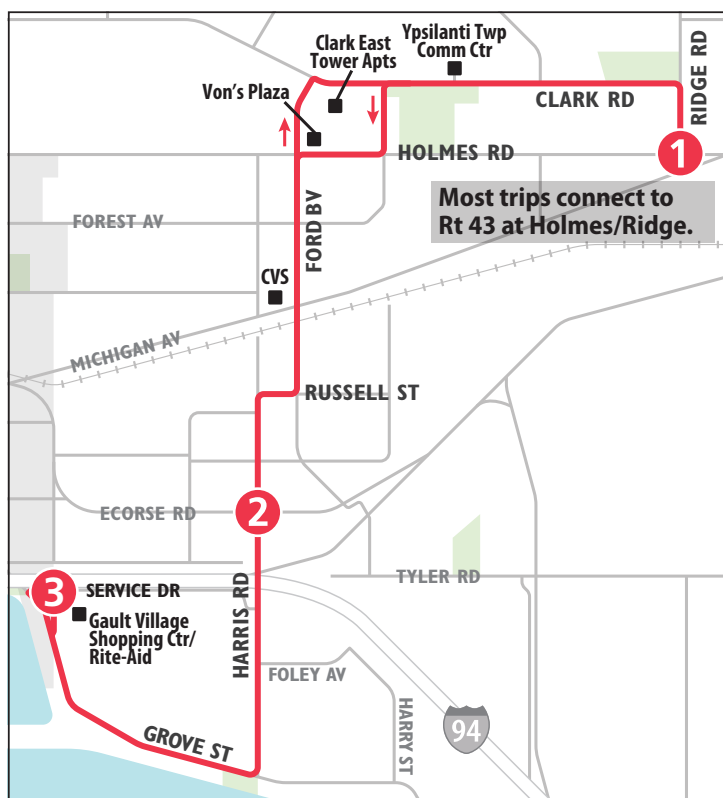 Ypsilanti Twp
Comm Ctr
Clark East
Tower Apts
RIDGE RD
Von's Plaza
CLARK RD
1
HOLMES RD
Most trips connect to
Rt 43 at Holmes/Ridge.
FOREST AV
FORD BV
CVS
MICHIGAN AV
RUSSELL ST
ECORSE RD
2
TYLER RD
3
SERVICE DR
Gault Village
Shopping Ctr/
Rite-Aid
HARRIS RD
FOLEY AV
HARRY ST
94
GROVE ST